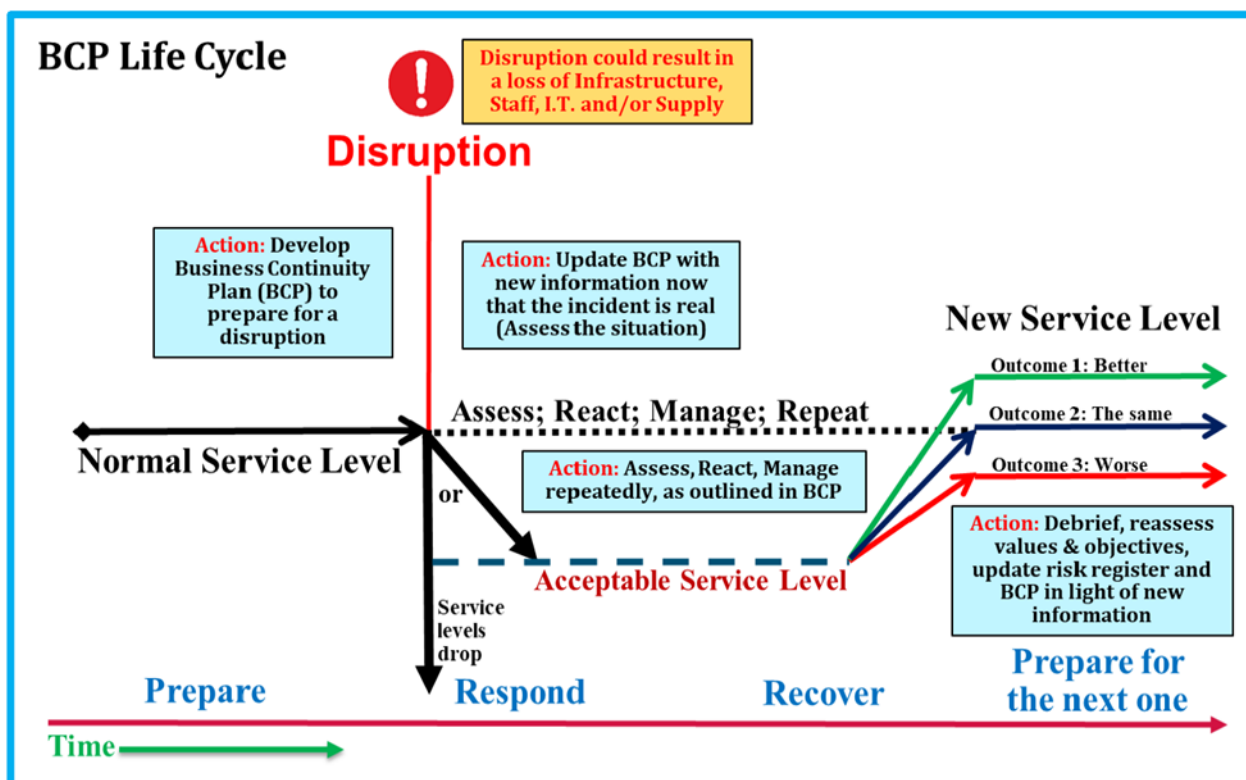 BCP Life Cycle
Disruption could result in
a loss of Infrastructure,
Staff, I.T. and/or Supply
Disruption
Action: Develop
Business Continuity
Plan (BCP) to
prepare for a
disruption
Action: Update BCP with
new information now
that the incident is real
(Assess the situation)
New Service Level
Outcome 1: Better
Assess; React; Manage; Repeat
Outcome 2: The same
Normal Service Level
Action: Assess, React, Manage
repeatedly, as outlined in BCP
Outcome 3: Worse
or
Acceptable Service Level
Action: Debrief, reassess
values & objectives,
update risk register and
BCP in light of new
information
Service
levels
drop
Prepare
Respond
Recover
Prepare for
the next one
Time